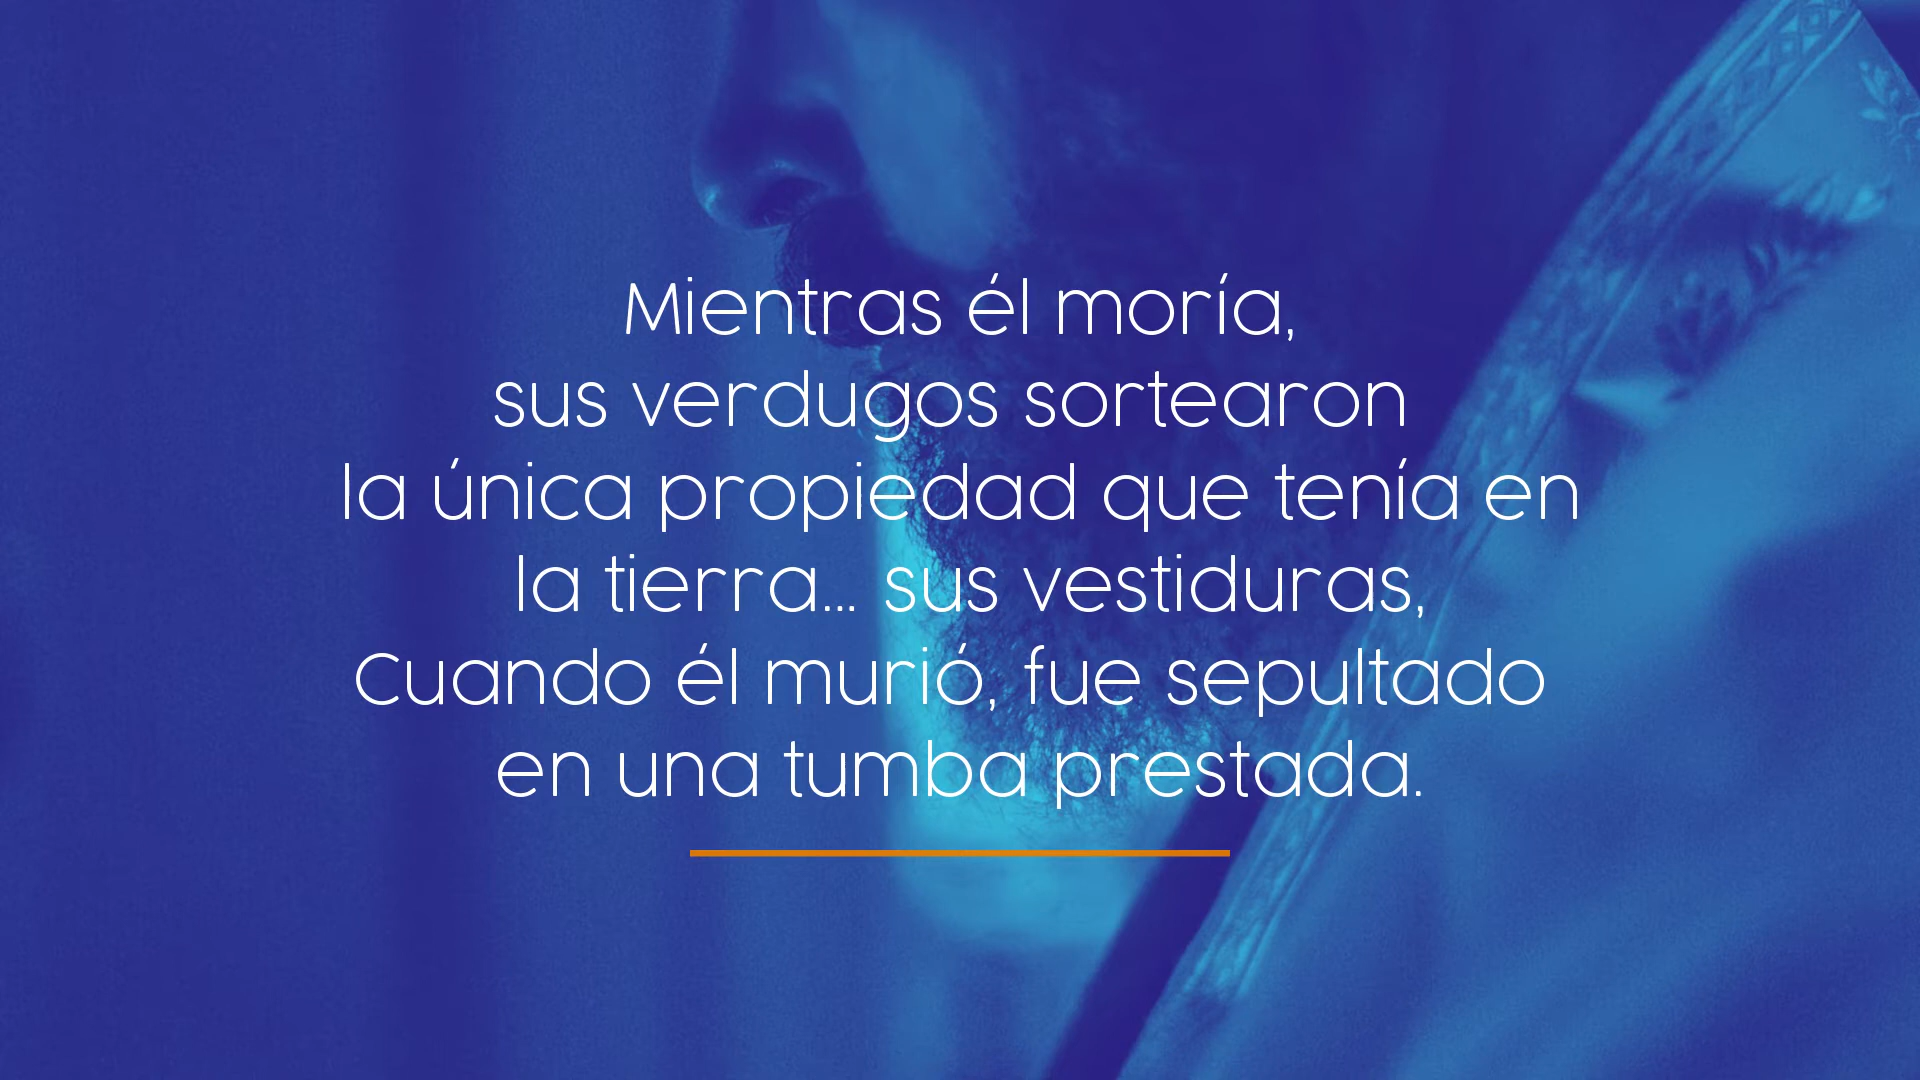 Mientras él moría,
sus verdugos sortearon
la única propiedad que tenía en
la tierra... sus vestiduras,
Cuando él murió, fue sepultado
en una tumba prestada.